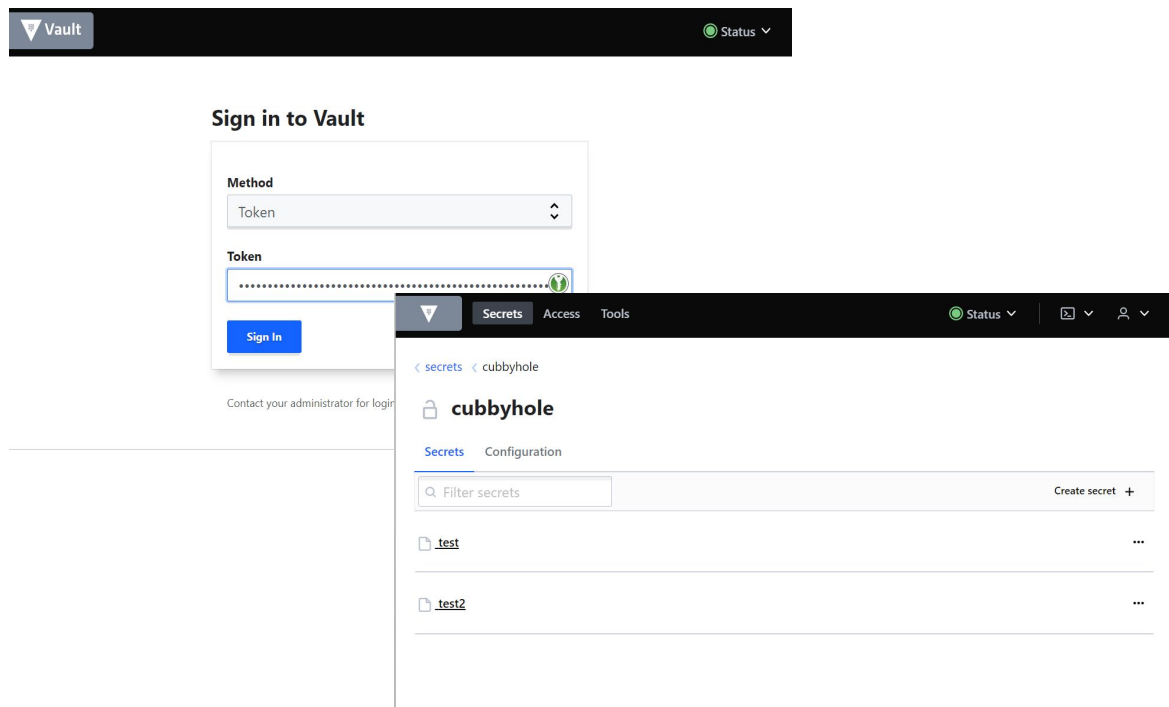 Vault
Status
Sign in to Vault
Method
Token
Token
••••••••••••••••••••••••••••••••••••••••••••••••••••••
Sign In
Contact your administrator for login
Secrets Access Tools Status
secrets cubbyhole
cubbyhole
Secrets Configuration
Filter secrets
Create secret +
test
test2